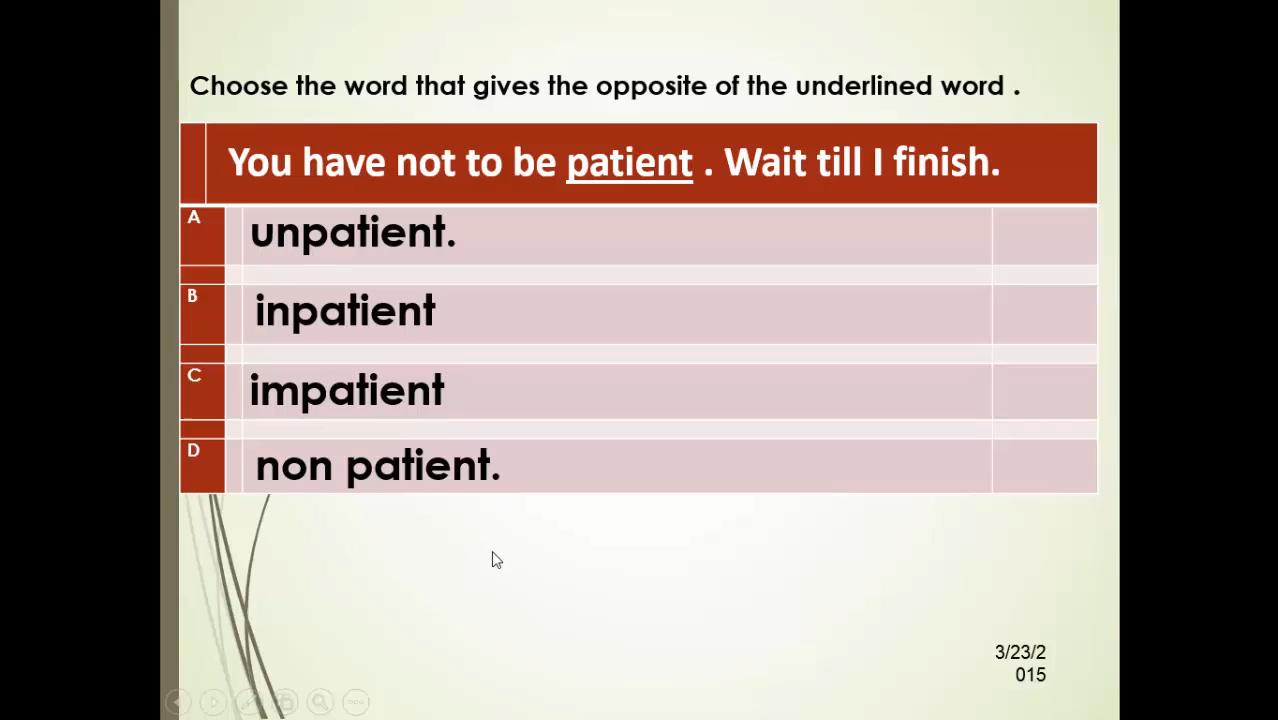 Choose the word that gives the opposite of the underlined word .
You have not to be patient . Wait till I finish.
A
unpatient.
B
inpatient
C
impatient
D
non patient.
3/23/2
015